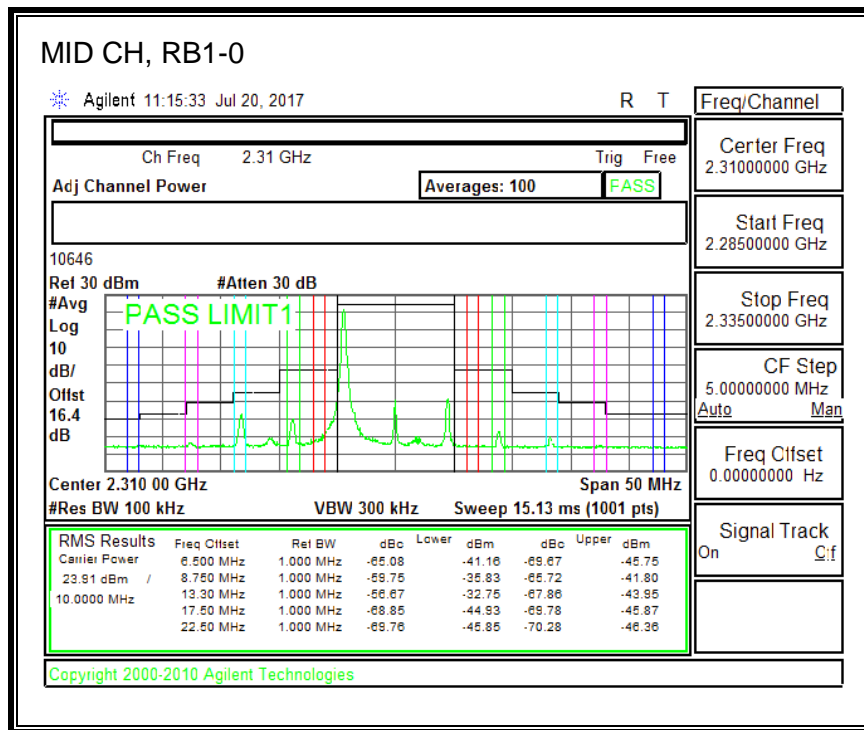 MID CH, RB1-0
Agilent 11:15:33 Jul 20, 2017 R T
Freq/Channel
Ch Freq 2.31 GHz Trig Free
Adj Channel Power Averages: 100 PASS
Center Freq
2.31000000 GHz
Start Freq
2.28500000 GHz
10646
Ref 30 dBm #Atten 30 dB
#Avg
Log
10
dB/
Offst
16.4
dB
PASS LIMIT1
Stop Freq
2.33500000 GHz
CF Step
5.00000000 MHz
Auto Man
Freq Offset
0.00000000 Hz
Center 2.310 00 GHz Span 50 MHz
#Res BW 100 kHz VBW 300 kHz Sweep 15.13 ms (1001 pts)
Signal Track
On Off
RMS Results Freq Offset Ref BW dBc Lower dBm dBc Upper dBm
Carrier Power 6.500 MHz 1.000 MHz -65.08 -41.16 -69.67 -45.75
23.91 dBm / 8.750 MHz 1.000 MHz -59.75 -35.83 -65.72 -41.80
10.0000 MHz 13.30 MHz 1.000 MHz -56.67 -32.75 -67.86 -43.95
17.50 MHz 1.000 MHz -68.85 -44.93 -69.78 -45.87
22.50 MHz 1.000 MHz -69.76 -45.85 -70.28 -46.36
Copyright 2000-2010 Agilent Technologies